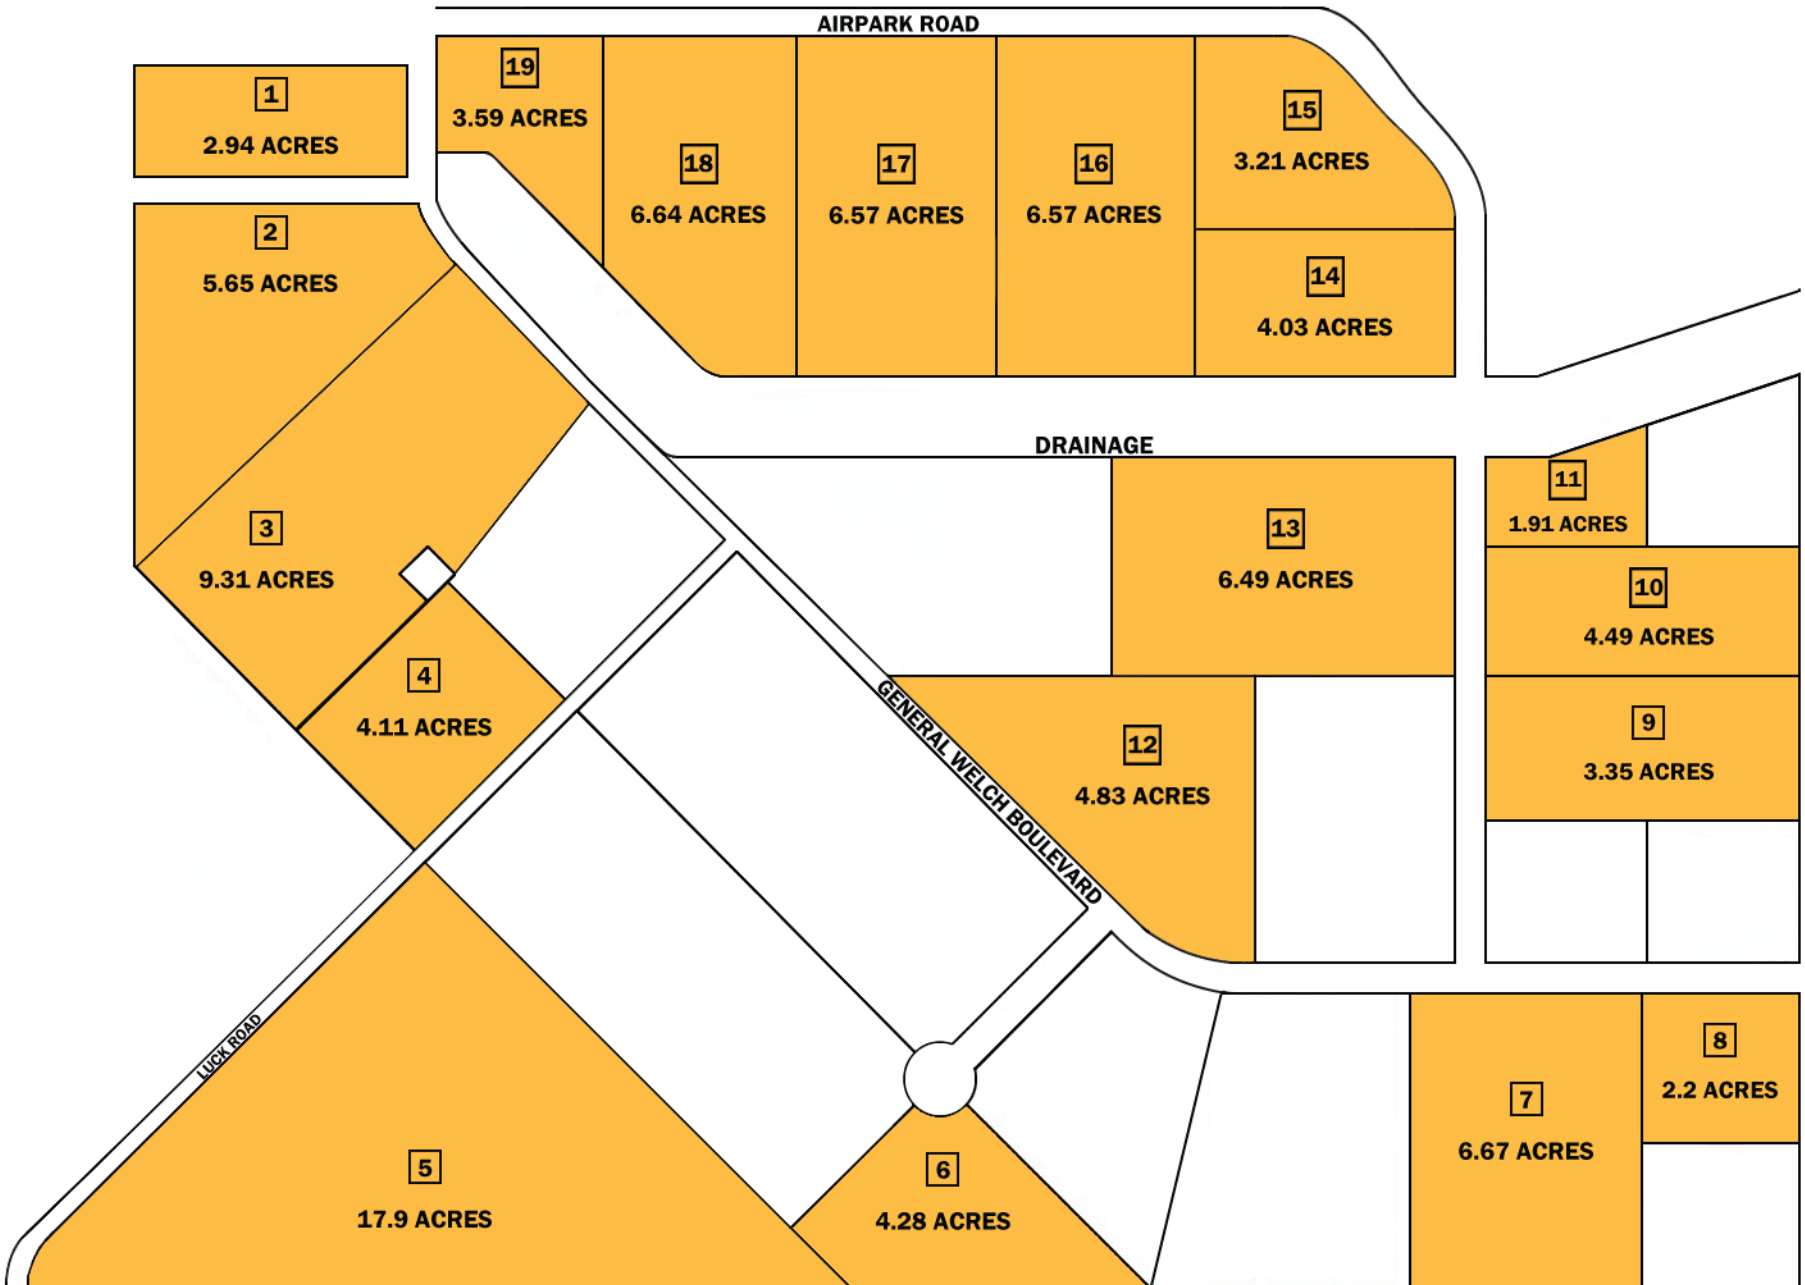 AIRPARK ROAD
1
2.94 ACRES
19
3.59 ACRES
18
6.64 ACRES
17
6.57 ACRES
16
6.57 ACRES
15
3.21 ACRES
2
5.65 ACRES
14
4.03 ACRES
DRAINAGE
3
9.31 ACRES
13
6.49 ACRES
11
1.91 ACRES
10
4.49 ACRES
4
4.11 ACRES
GENERAL WELCH BOULEVARD
12
4.83 ACRES
9
3.35 ACRES
LUCK ROAD
5
17.9 ACRES
6
4.28 ACRES
7
6.67 ACRES
8
2.2 ACRES